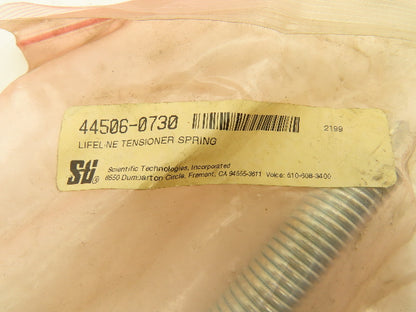 44506-0730
2199
LIFELINE TENSIONER SPRING
Sti®
Scientific Technologies, Incorporated
6550 Dumbarton Circle, Fremont, CA 94555-3611 Voice: 510-608-3400